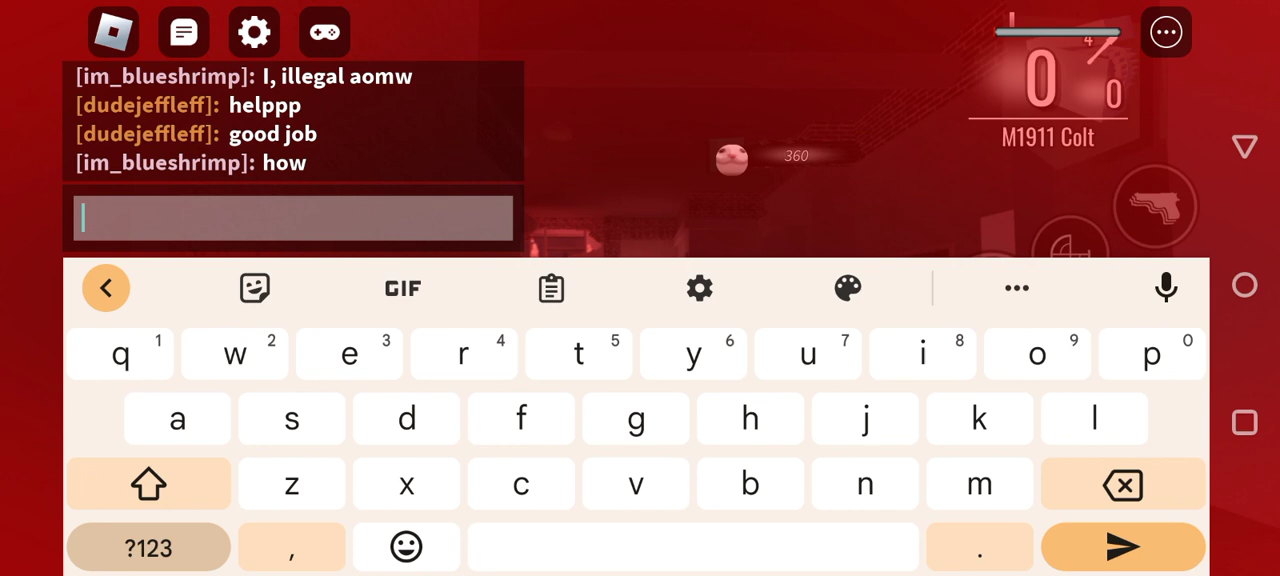 [im_blueshrimp]: I, illegal aomw
[dudejeffleff]: helppp
[dudejeffleff]: good job
[im_blueshrimp]: how
4
0 0
M1911 Colt
360
GIF
q 1 w 2 e 3 r 4 t 5 y 6 u 7 i 8 o 9 p 0
a s d f g h j k l
z x c v b n m
?123 , .